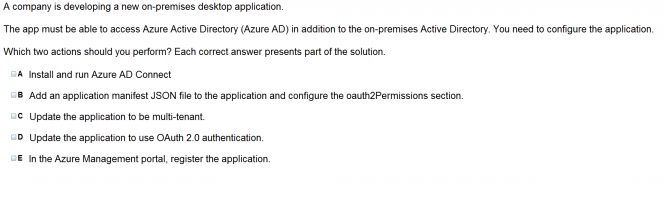 A company is developing a new on-premises desktop application.
The app must be able to access Azure Active Directory (Azure AD) in addition to the on-premises Active Directory. You need to configure the application.
Which two actions should you perform? Each correct answer presents part of the solution.
A Install and run Azure AD Connect
B Add an application manifest JSON file to the application and configure the oauth2Permissions section.
C Update the application to be multi-tenant.
D Update the application to use OAuth 2.0 authentication.
E In the Azure Management portal, register the application.